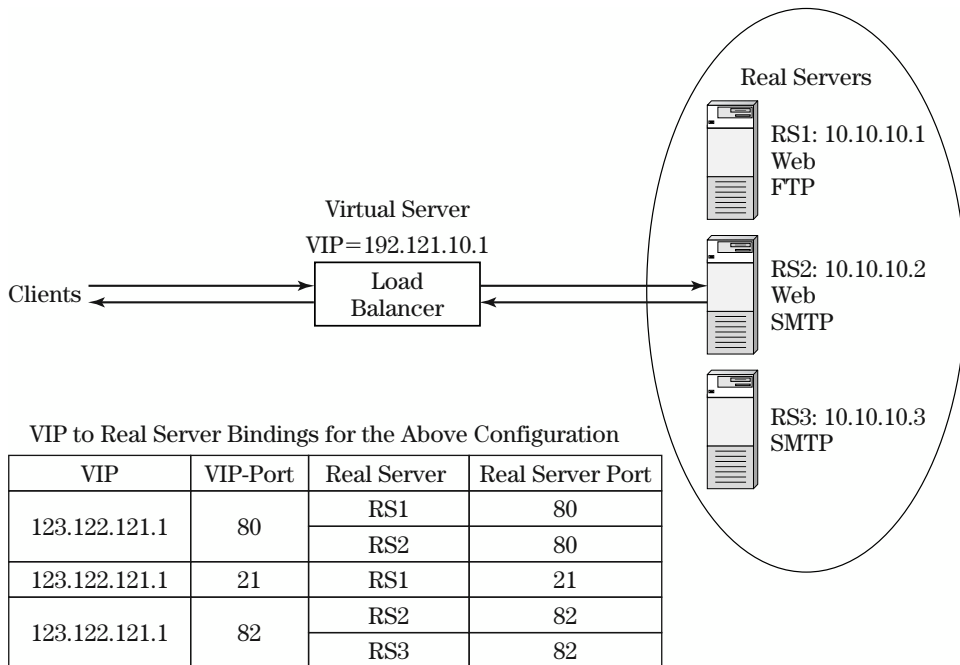 Real Servers
RS1: 10.10.10.1
Web
FTP
Virtual Server
VIP=192.121.10.1
Load
Balancer
Clients
RS2: 10.10.10.2
Web
SMTP
RS3: 10.10.10.3
SMTP
VIP to Real Server Bindings for the Above Configuration
VIP VIP-Port Real Server Real Server Port
123.122.121.1 80 RS1 80
RS2 80
123.122.121.1 21 RS1 21
123.122.121.1 82 RS2 82
RS3 82